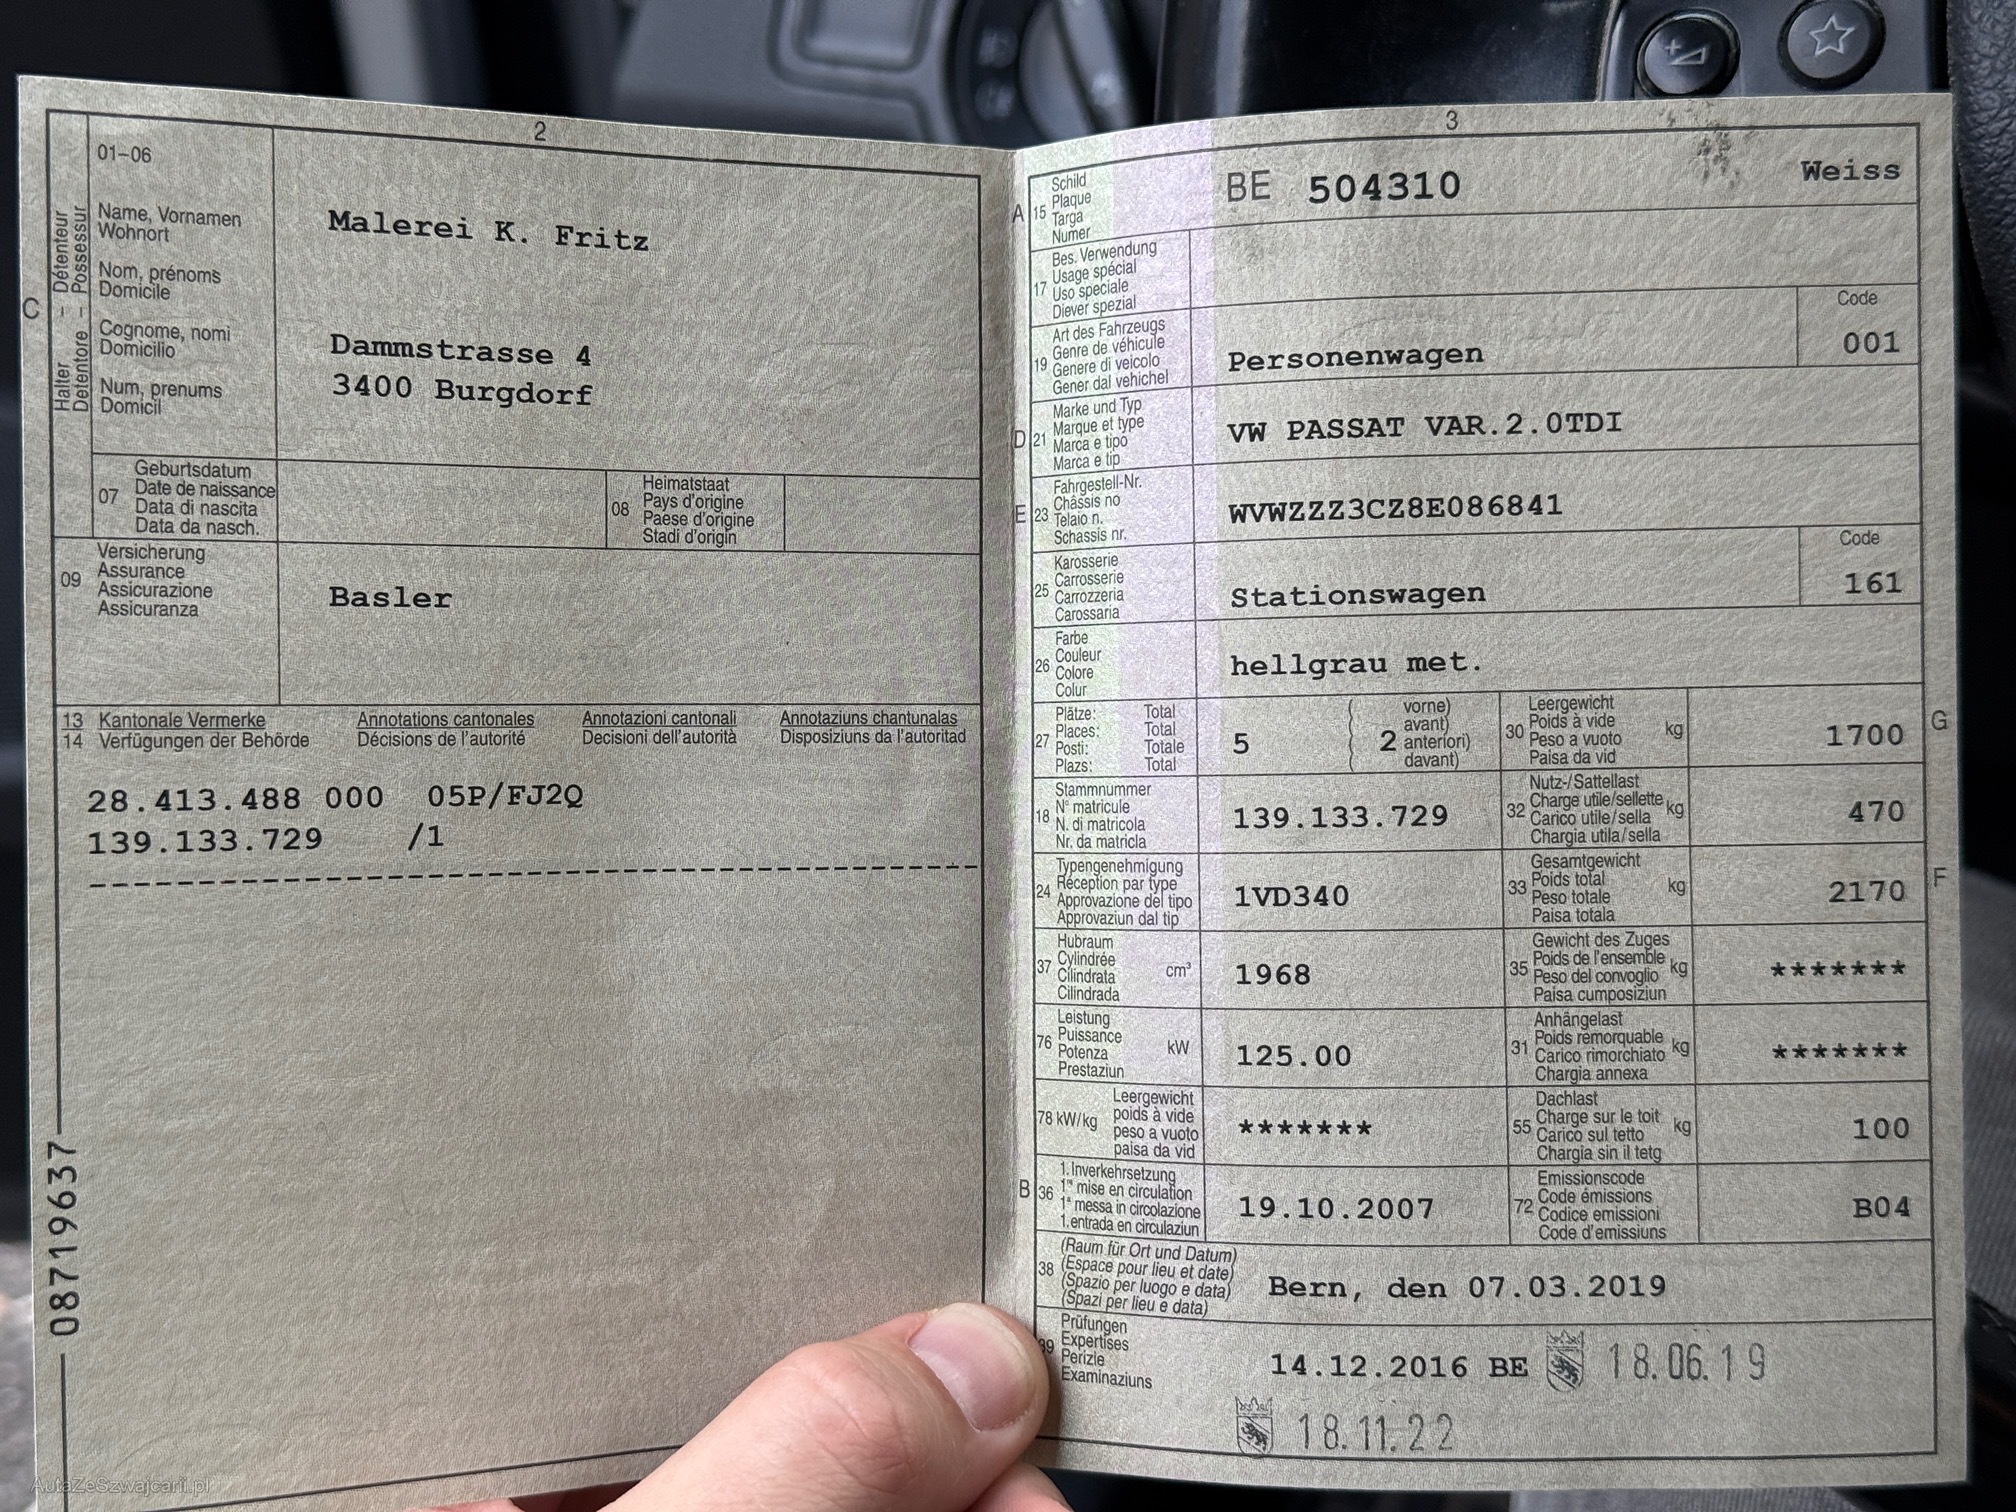 2
01–06
Name, Vornamen
Wohnort
Nom, prénoms
Domicile
Cognome, nomi
Domicilio
Num, prenums
Domicil
C
Halter – Détenteur
Detentore – Possessur
Malerei K. Fritz
Dammstrasse 4
3400 Burgdorf
07
Geburtsdatum
Date de naissance
Data di nascita
Data da nasch.
08
Heimatstaat
Pays d'origine
Paese d'origine
Stadi d'origin
09
Versicherung
Assurance
Assicurazione
Assicuranza
Basler
13 Kantonale Vermerke Annotations cantonales Annotazioni cantonali Annotaziuns chantunalas
14 Verfügungen der Behörde Décisions de l'autorité Decisioni dell'autorità Disposiziuns da l'autoritad
28.413.488 000 05P/FJ2Q
139.133.729 /1
08719637
AutaZeSzwajcarii.pl
3
A 15
Schild
Plaque
Targa
Numer
BE 504310 Weiss
17
Bes. Verwendung
Usage spécial
Uso speciale
Diever spezial
19
Art des Fahrzeugs
Genre de véhicule
Genere di veicolo
Gener dal vehichel
Personenwagen
Code
001
D 21
Marke und Typ
Marque et type
Marca e tipo
Marca e tip
VW PASSAT VAR.2.0TDI
E 23
Fahrgestell-Nr.
Châssis no
Telaio n.
Schassis nr.
WVWZZZ3CZ8E086841
25
Karosserie
Carrosserie
Carrozzeria
Carossaria
Stationswagen
Code
161
26
Farbe
Couleur
Colore
Colur
hellgrau met.
27
Plätze: Total
Places: Total
Posti: Totale
Plazs: Total
5
( vorne)
avant)
( 2 anteriori)
( davant)
30
Leergewicht
Poids à vide
Peso a vuoto
Paisa da vid
kg
1700
G
18
Stammnummer
N° matricule
N. di matricola
Nr. da matricla
139.133.729
32
Nutz-/Sattellast
Charge utile/sellette
Carico utile/sella
Chargia utila/sella
kg
470
24
Typengenehmigung
Réception par type
Approvazione del tipo
Approvaziun dal tip
1VD340
33
Gesamtgewicht
Poids total
Peso totale
Paisa totala
kg
2170
F
37
Hubraum
Cylindrée
Cilindrata
Cilindrada
cm³
1968
35
Gewicht des Zuges
Poids de l'ensemble
Peso del convoglio
Paisa cumposiziun
kg
*******
76
Leistung
Puissance
Potenza
Prestaziun
kW
125.00
31
Anhängelast
Poids remorquable
Carico rimorchiato
Chargia annexa
kg
*******
78 kW/kg
Leergewicht
poids à vide
peso a vuoto
paisa da vid
*******
55
Dachlast
Charge sur le toit
Carico sul tetto
Chargia sin il tetg
kg
100
B 36
1. Inverkehrsetzung
1re mise en circulation
1a messa in circolazione
1. entrada en circulaziun
19.10.2007
72
Emissionscode
Code émissions
Codice emissioni
Code d'emissiuns
B04
38
(Raum für Ort und Datum)
(Espace pour lieu et date)
(Spazio per luogo e data)
(Spazi per lieu e data)
Bern, den 07.03.2019
39
Prüfungen
Expertises
Perizie
Examinaziuns
14.12.2016 BE 18.06.19
18.11.22